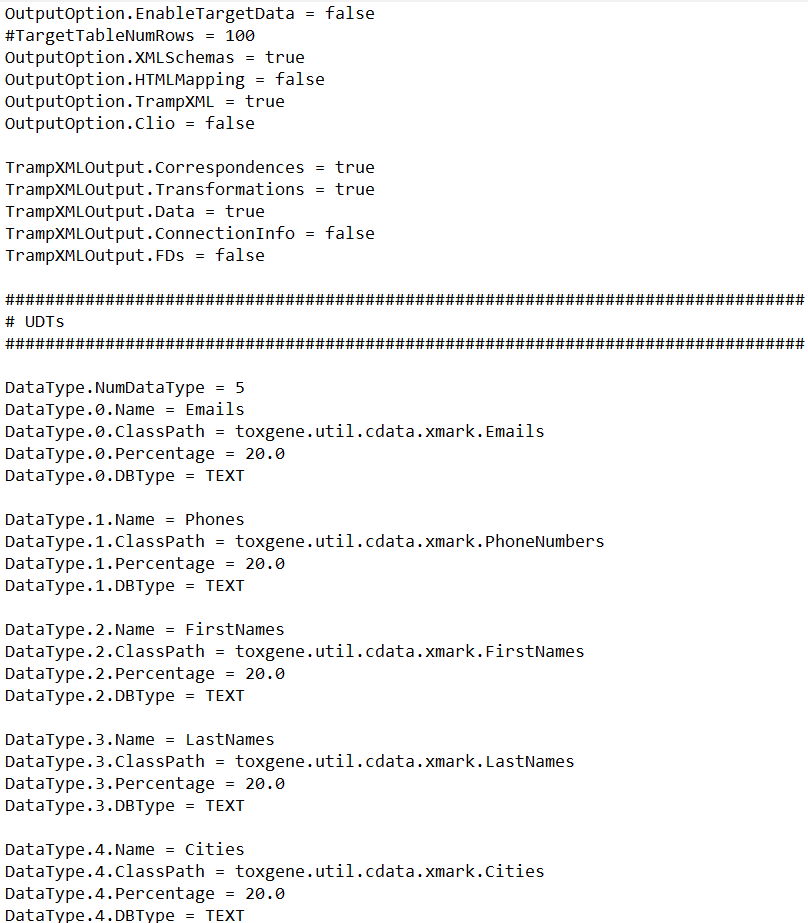 OutputOption.EnableTargetData = false
#TargetTableNumRows = 100
OutputOption.XMLSchemas = true
OutputOption.HTMLMapping = false
OutputOption.TrampXML = true
OutputOption.Clio = false

TrampXMLOutput.Correspondences = true
TrampXMLOutput.Transformations = true
TrampXMLOutput.Data = true
TrampXMLOutput.ConnectionInfo = false
TrampXMLOutput.FDs = false

################################################################################
# UDTs
################################################################################

DataType.NumDataType = 5
DataType.0.Name = Emails
DataType.0.ClassPath = toxgene.util.cdata.xmark.Emails
DataType.0.Percentage = 20.0
DataType.0.DBType = TEXT

DataType.1.Name = Phones
DataType.1.ClassPath = toxgene.util.cdata.xmark.PhoneNumbers
DataType.1.Percentage = 20.0
DataType.1.DBType = TEXT

DataType.2.Name = FirstNames
DataType.2.ClassPath = toxgene.util.cdata.xmark.FirstNames
DataType.2.Percentage = 20.0
DataType.2.DBType = TEXT

DataType.3.Name = LastNames
DataType.3.ClassPath = toxgene.util.cdata.xmark.LastNames
DataType.3.Percentage = 20.0
DataType.3.DBType = TEXT

DataType.4.Name = Cities
DataType.4.ClassPath = toxgene.util.cdata.xmark.Cities
DataType.4.Percentage = 20.0
DataType.4.DBType = TEXT